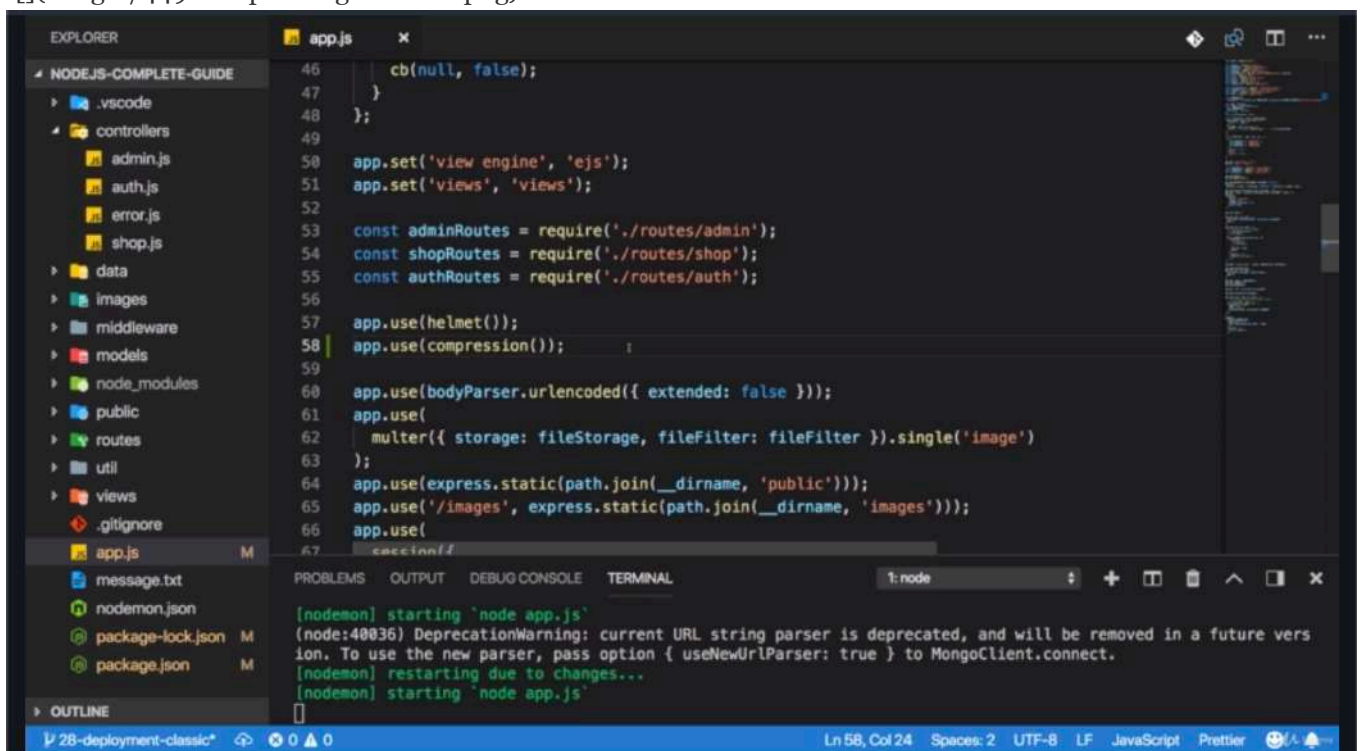 EXPLORER
NODEJS-COMPLETE-GUIDE
.vscode
controllers
admin.js
auth.js
error.js
shop.js
data
images
middleware
models
node_modules
public
routes
util
views
.gitignore
app.js M
message.txt
nodemon.json
package-lock.json M
package.json M
OUTLINE
app.js
46 cb(null, false);
47 }
48 };
49
50 app.set('view engine', 'ejs');
51 app.set('views', 'views');
52
53 const adminRoutes = require('./routes/admin');
54 const shopRoutes = require('./routes/shop');
55 const authRoutes = require('./routes/auth');
56
57 app.use(helmet());
58 app.use(compression());
59
60 app.use(bodyParser.urlencoded({ extended: false }));
61 app.use(
62 multer({ storage: fileStorage, fileFilter: fileFilter }).single('image')
63 );
64 app.use(express.static(path.join(__dirname, 'public')));
65 app.use('/images', express.static(path.join(__dirname, 'images')));
66 app.use(
67 session({
PROBLEMS OUTPUT DEBUG CONSOLE TERMINAL 1: node
[nodemon] starting `node app.js`
(node:40036) DeprecationWarning: current URL string parser is deprecated, and will be removed in a future vers
ion. To use the new parser, pass option { useNewUrlParser: true } to MongoClient.connect.
[nodemon] restarting due to changes...
[nodemon] starting `node app.js`
28-deployment-classic* 0 0 Ln 58, Col 24 Spaces: 2 UTF-8 LF JavaScript Prettier